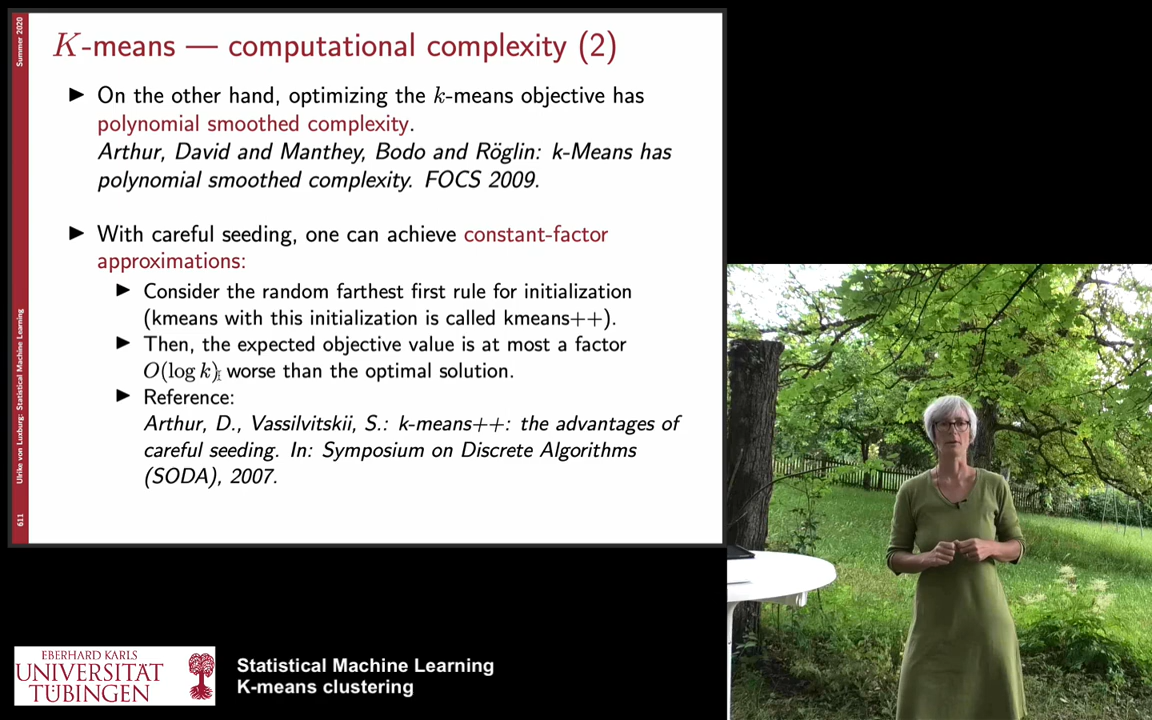 Summer 2020
K-means — computational complexity (2)
▶ On the other hand, optimizing the k-means objective has
polynomial smoothed complexity.
Arthur, David and Manthey, Bodo and Röglin: k-Means has
polynomial smoothed complexity. FOCS 2009.
▶ With careful seeding, one can achieve constant-factor
approximations:
▶ Consider the random farthest first rule for initialization
(kmeans with this initialization is called kmeans++).
▶ Then, the expected objective value is at most a factor
O(log k) worse than the optimal solution.
▶ Reference:
Arthur, D., Vassilvitskii, S.: k-means++: the advantages of
careful seeding. In: Symposium on Discrete Algorithms
(SODA), 2007.
Ulrike von Luxburg: Statistical Machine Learning
611
EBERHARD KARLS
UNIVERSITÄT
TÜBINGEN
Statistical Machine Learning
K-means clustering